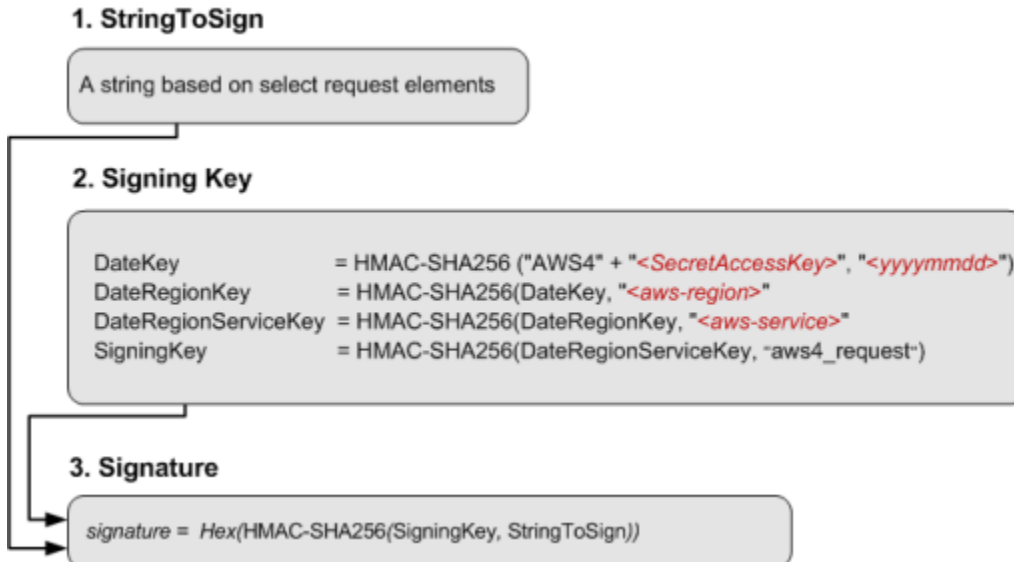 1. StringToSign
A string based on select request elements
2. Signing Key
DateKey = HMAC-SHA256 ("AWS4" + "<SecretAccessKey>", "<yyyymmdd>")
DateRegionKey = HMAC-SHA256(DateKey, "<aws-region>"
DateRegionServiceKey = HMAC-SHA256(DateRegionKey, "<aws-service>"
SigningKey = HMAC-SHA256(DateRegionServiceKey, "aws4_request")
3. Signature
signature = Hex(HMAC-SHA256(SigningKey, StringToSign))